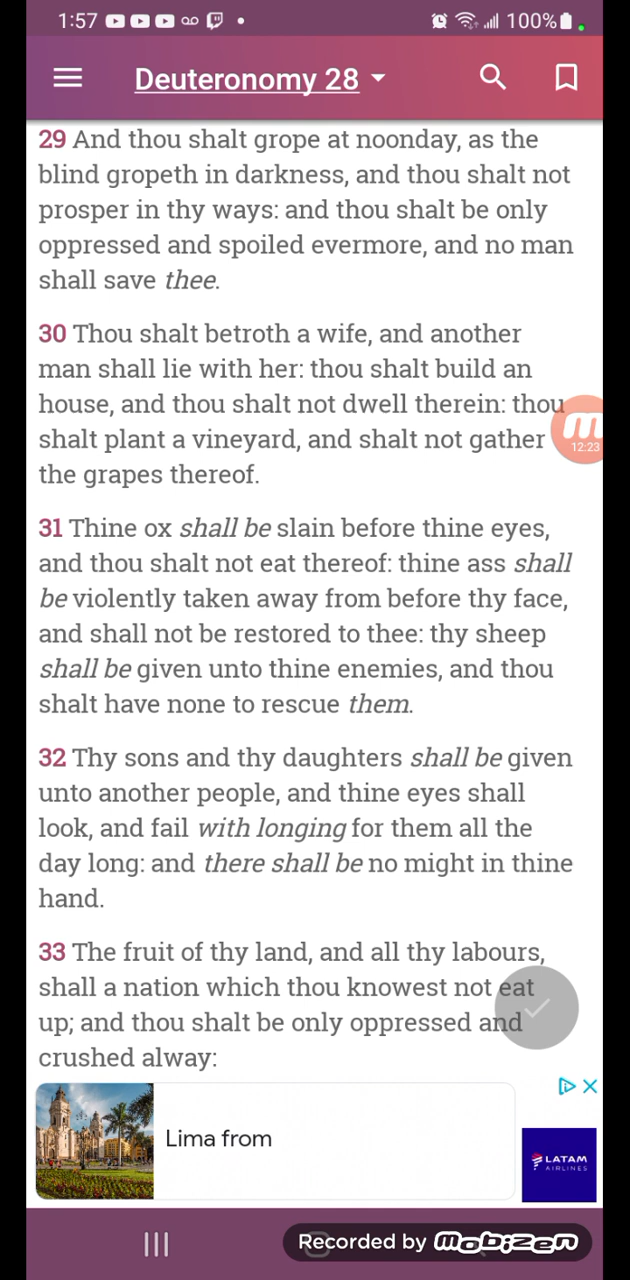 1:57 100%
Deuteronomy 28
29 And thou shalt grope at noonday, as the
blind gropeth in darkness, and thou shalt not
prosper in thy ways: and thou shalt be only
oppressed and spoiled evermore, and no man
shall save thee.
30 Thou shalt betroth a wife, and another
man shall lie with her: thou shalt build an
house, and thou shalt not dwell therein: thou
shalt plant a vineyard, and shalt not gather
the grapes thereof.
m
12:23
31 Thine ox shall be slain before thine eyes,
and thou shalt not eat thereof: thine ass shall
be violently taken away from before thy face,
and shall not be restored to thee: thy sheep
shall be given unto thine enemies, and thou
shalt have none to rescue them.
32 Thy sons and thy daughters shall be given
unto another people, and thine eyes shall
look, and fail with longing for them all the
day long: and there shall be no might in thine
hand.
33 The fruit of thy land, and all thy labours,
shall a nation which thou knowest not eat
up; and thou shalt be only oppressed and
crushed alway:
Lima from
LATAM
AIRLINES
Recorded by mobizen